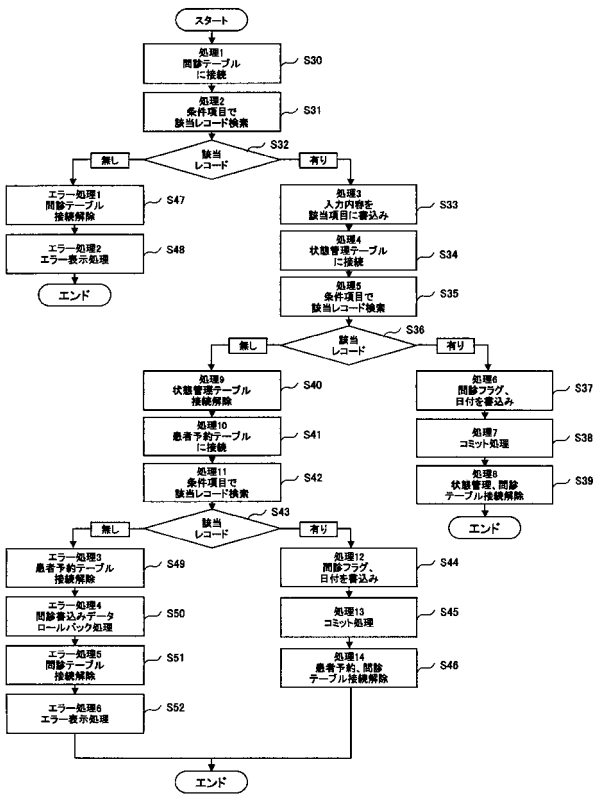 スタート
処理1
問診テーブル
に接続
S30
処理2
条件項目で
該当レコード検索
S31
該当
レコード
S32
無し
有り
エラー処理1
問診テーブル
接続解除
S47
処理3
入力内容を
該当項目に書込み
S33
エラー処理2
エラー表示処理
S48
処理4
状態管理テーブル
に接続
S34
エンド
処理5
条件項目で
該当レコード検索
S35
該当
レコード
S36
無し
有り
処理9
状態管理テーブル
接続解除
S40
処理6
問診フラグ、
日付を書込み
S37
処理10
患者予約テーブル
に接続
S41
処理7
コミット処理
S38
処理11
条件項目で
該当レコード検索
S42
処理8
状態管理、問診
テーブル接続解除
S39
該当
レコード
S43
エンド
無し
有り
エラー処理3
患者予約テーブル
接続解除
S49
処理12
問診フラグ、
日付を書込み
S44
エラー処理4
問診書込みデータ
ロールバック処理
S50
処理13
コミット処理
S45
エラー処理5
問診テーブル
接続解除
S51
処理14
患者予約、問診
テーブル接続解除
S46
エラー処理6
エラー表示処理
S52
エンド